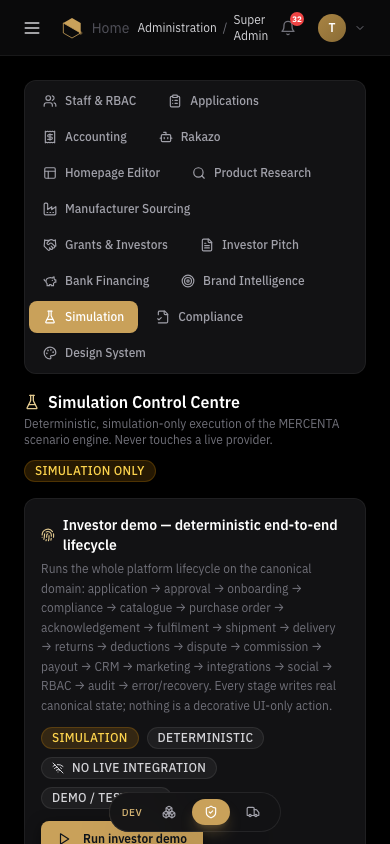 Home Administration / Super Admin 32 T
Staff & RBAC Applications
Accounting Rakazo
Homepage Editor Product Research
Manufacturer Sourcing
Grants & Investors Investor Pitch
Bank Financing Brand Intelligence
Simulation Compliance
Design System
Simulation Control Centre
Deterministic, simulation-only execution of the MERCENTA
scenario engine. Never touches a live provider.
SIMULATION ONLY
Investor demo — deterministic end-to-end
lifecycle
Runs the whole platform lifecycle on the canonical
domain: application → approval → onboarding →
compliance → catalogue → purchase order →
acknowledgement → fulfilment → shipment → delivery
→ returns → deductions → dispute → commission →
payout → CRM → marketing → integrations → social →
RBAC → audit → error/recovery. Every stage writes real
canonical state; nothing is a decorative UI-only action.
SIMULATION DETERMINISTIC
NO LIVE INTEGRATION
DEMO /
DEV
Run investor demo